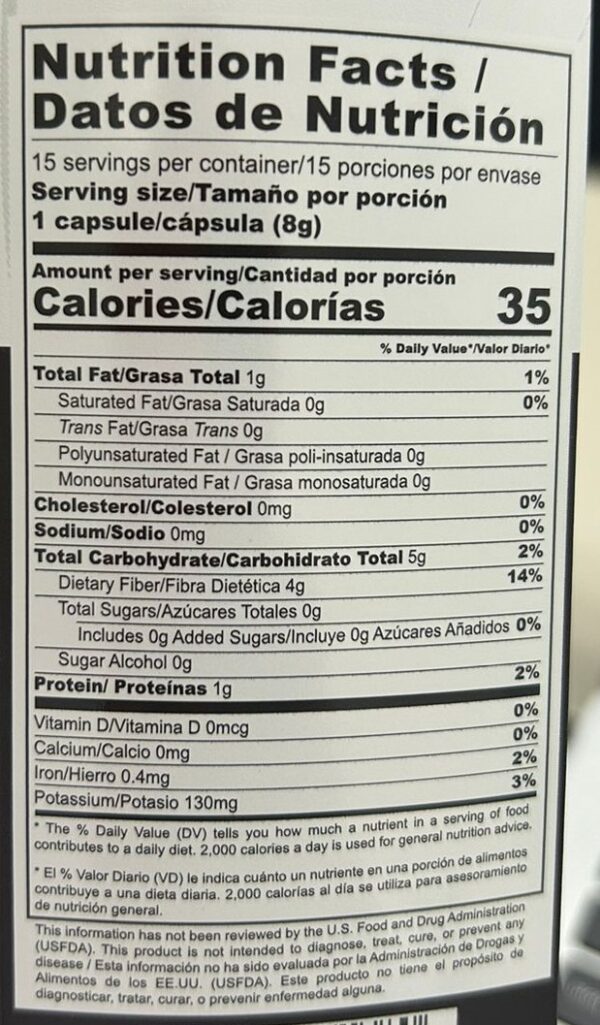 Nutrition Facts /
Datos de Nutrición
15 servings per container/15 porciones por envase
Serving size/Tamaño por porción
1 capsule/cápsula (8g)
Amount per serving/Cantidad por porción
Calories/Calorías 35
% Daily Value*/Valor Diario*
Total Fat/Grasa Total 1g 1%
Saturated Fat/Grasa Saturada 0g 0%
Trans Fat/Grasa Trans 0g
Polyunsaturated Fat / Grasa poli-insaturada 0g
Monounsaturated Fat / Grasa monosaturada 0g
Cholesterol/Colesterol 0mg 0%
Sodium/Sodio 0mg 0%
Total Carbohydrate/Carbohidrato Total 5g 2%
Dietary Fiber/Fibra Dietética 4g 14%
Total Sugars/Azúcares Totales 0g
Includes 0g Added Sugars/Incluye 0g Azúcares Añadidos 0%
Sugar Alcohol 0g
Protein/ Proteínas 1g 2%
Vitamin D/Vitamina D 0mcg 0%
Calcium/Calcio 0mg 0%
Iron/Hierro 0.4mg 2%
Potassium/Potasio 130mg 3%
* The % Daily Value (DV) tells you how much a nutrient in a serving of food
contributes to a daily diet. 2,000 calories a day is used for general nutrition advice.
* El % Valor Diario (VD) le indica cuánto un nutriente en una porción de alimentos
contribuye a una dieta diaria. 2,000 calorías al día se utiliza para asesoramiento
de nutrición general.
This information has not been reviewed by the U.S. Food and Drug Administration
(USFDA). This product is not intended to diagnose, treat, cure, or prevent any
disease / Esta información no ha sido evaluada por la Administración de Drogas y
Alimentos de los EE.UU. (USFDA). Este producto no tiene el propósito de
diagnosticar, tratar, curar, o prevenir enfermedad alguna.